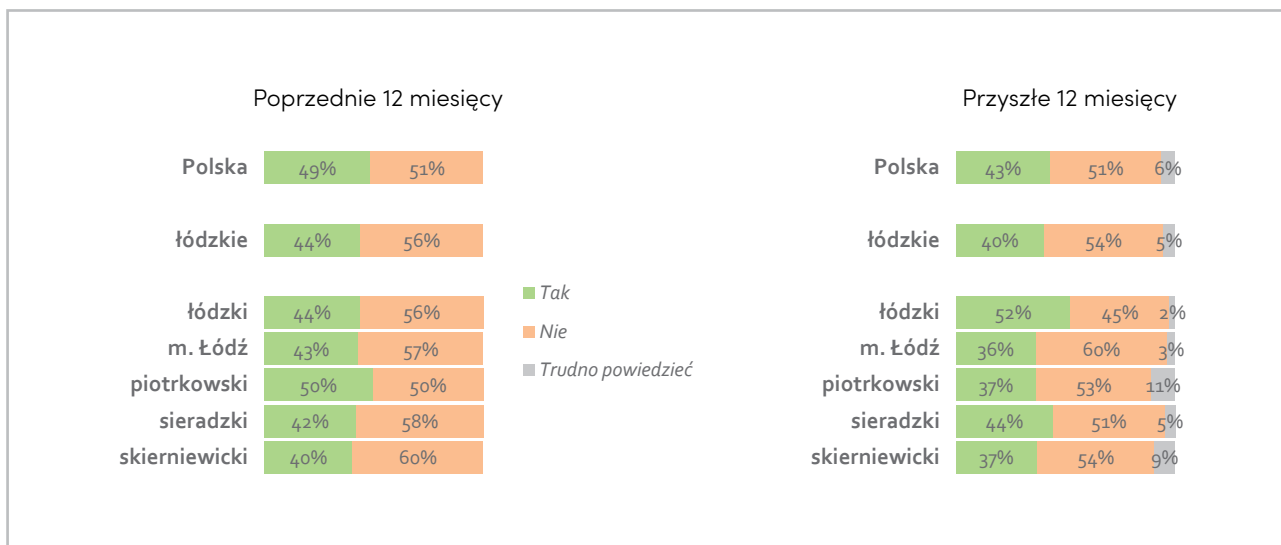 Poprzednie 12 miesięcy
Polska 49% 51%
łódzkie 44% 56%
łódzki 44% 56%
m. Łódź 43% 57%
piotrkowski 50% 50%
sieradzki 42% 58%
skierniewicki 40% 60%
Tak
Nie
Trudno powiedzieć
Przyszłe 12 miesięcy
Polska 43% 51% 6%
łódzkie 40% 54% 5%
łódzki 52% 45% 2%
m. Łódź 36% 60% 3%
piotrkowski 37% 53% 11%
sieradzki 44% 51% 5%
skierniewicki 37% 54% 9%